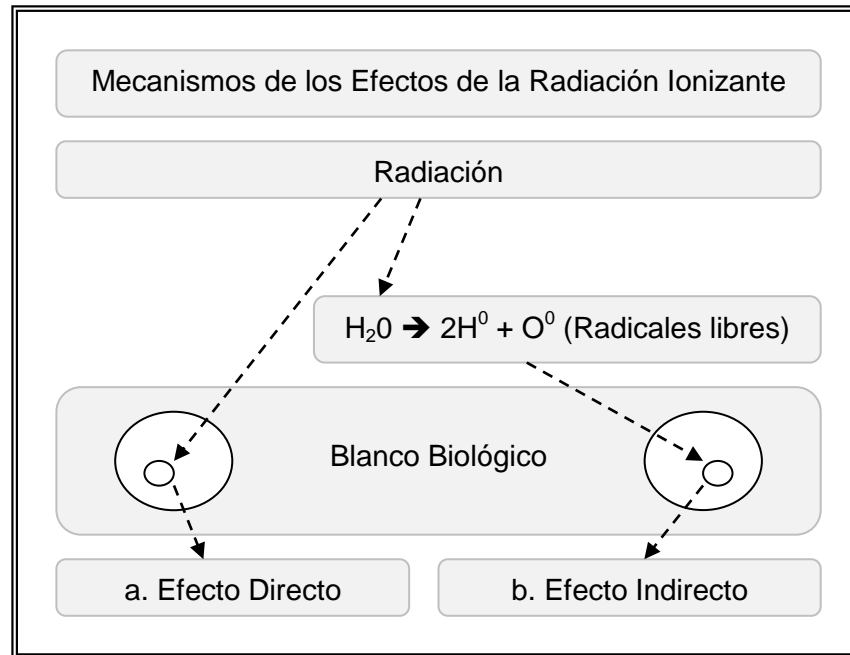 Mecanismos de los Efectos de la Radiación Ionizante
Radiación
H₂0 ➔ 2H⁰ + O⁰ (Radicales libres)
Blanco Biológico
a. Efecto Directo
b. Efecto Indirecto